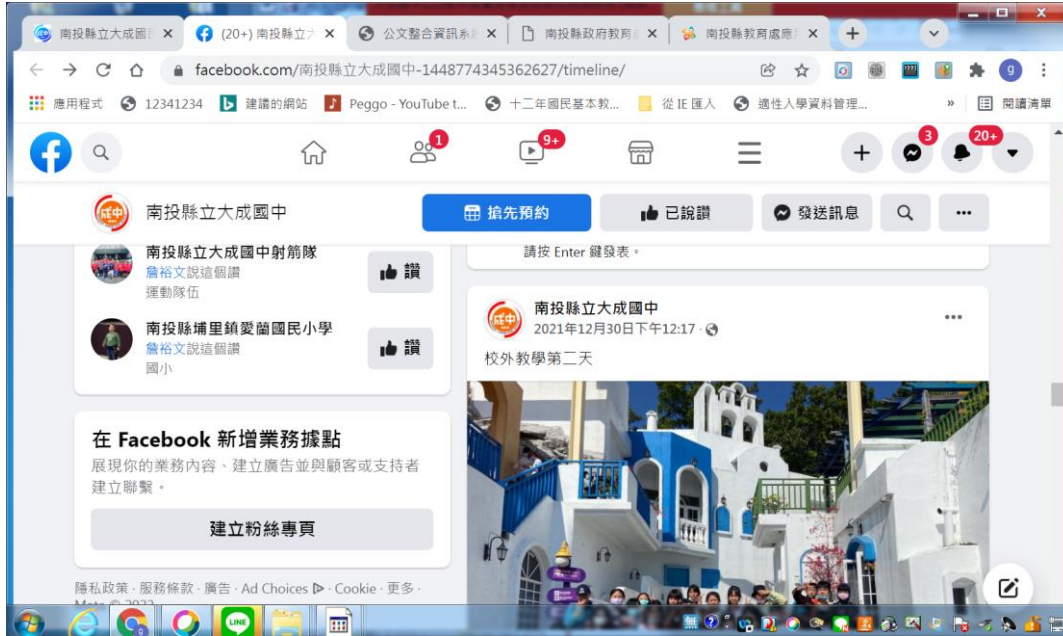 南投縣立大成國
(20+) 南投縣立大
公文整合資訊系
南投縣政府教育
南投縣教育處應
facebook.com/南投縣立大成國中-1448774345362627/timeline/
應用程式
12341234
建議的網站
Peggo - YouTube t...
十二年國民基本教...
從 IE 匯入
適性入學資料管理...
»
閱讀清單
1
9+
3
20+
南投縣立大成國中
搶先預約
已說讚
發送訊息
南投縣立大成國中射箭隊
詹裕文說這個讚
運動隊伍
讚
南投縣埔里鎮愛蘭國民小學
詹裕文說這個讚
國小
讚
在 Facebook 新增業務據點
展現你的業務內容、建立廣告並與顧客或支持者
建立聯繫。
建立粉絲專頁
隱私政策 · 服務條款 · 廣告 · Ad Choices · Cookie · 更多 ·
Meta © 2022
請按 Enter 鍵發表。
南投縣立大成國中
2021年12月30日下午12:17 ·
校外教學第二天
LINE
無